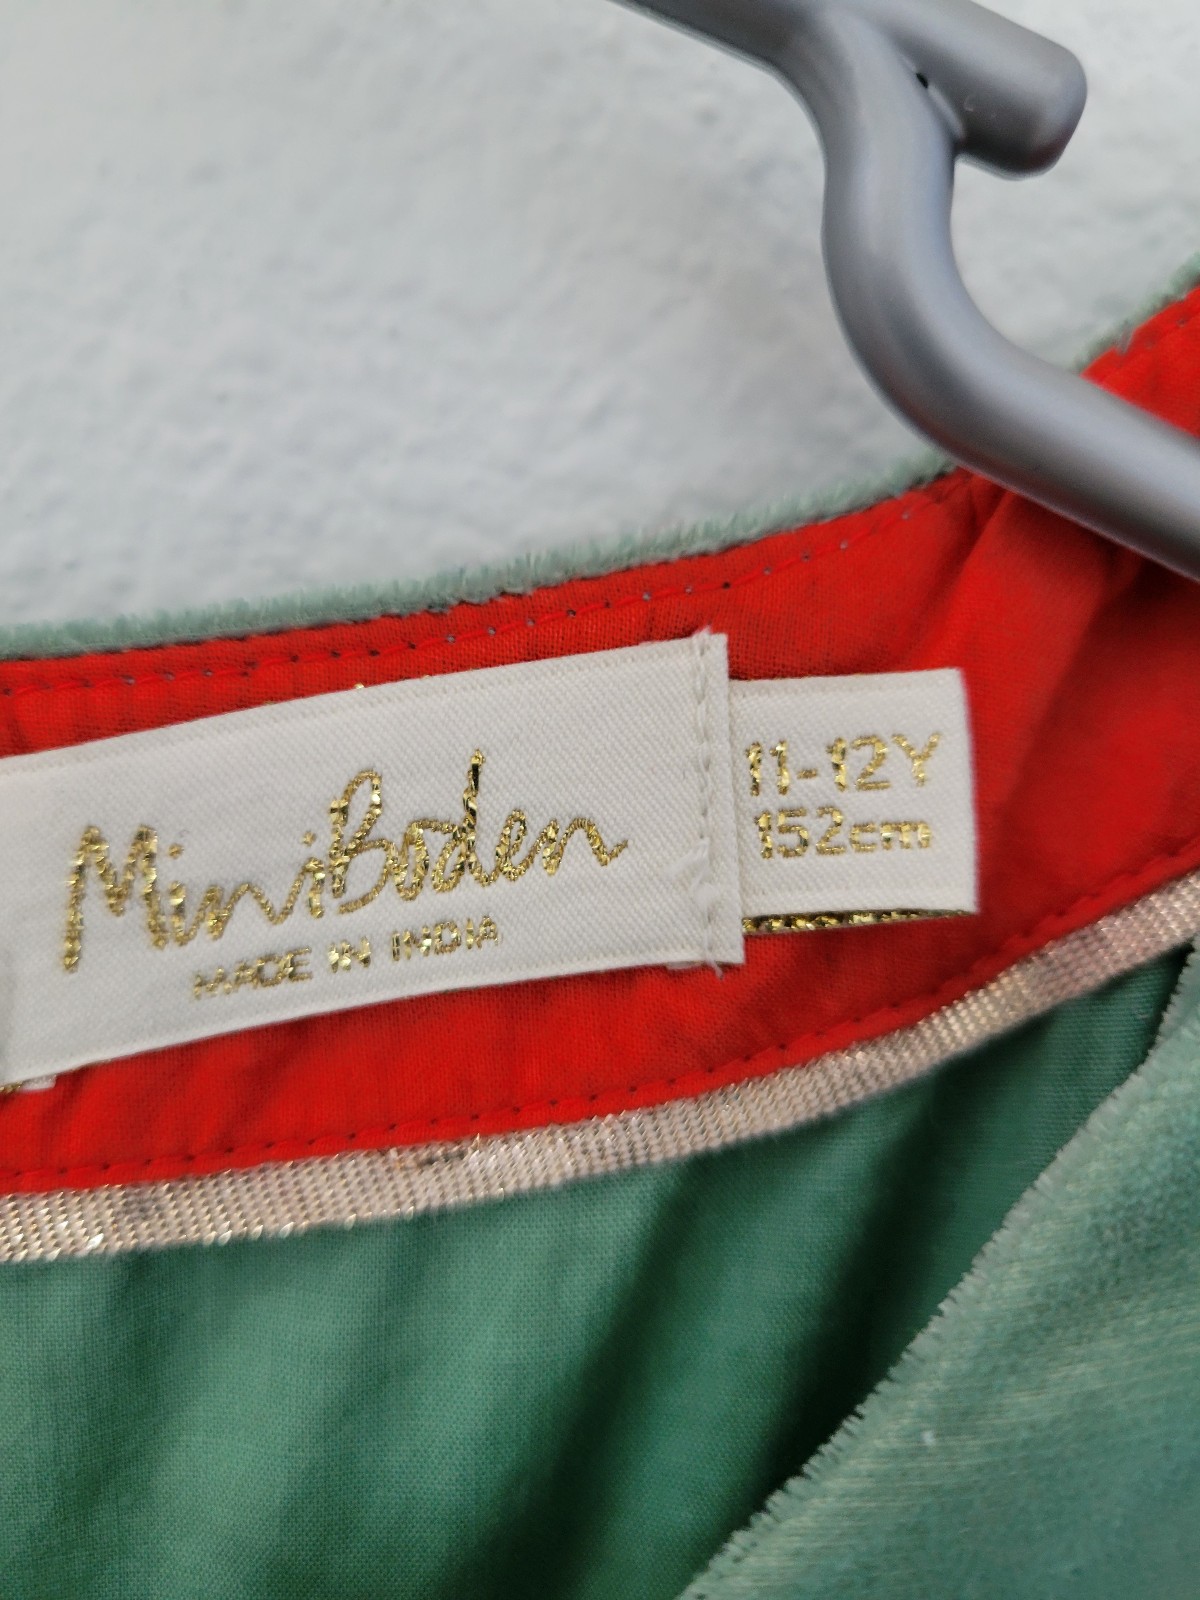 MiniBoden
MADE IN INDIA
11-12Y
152cm